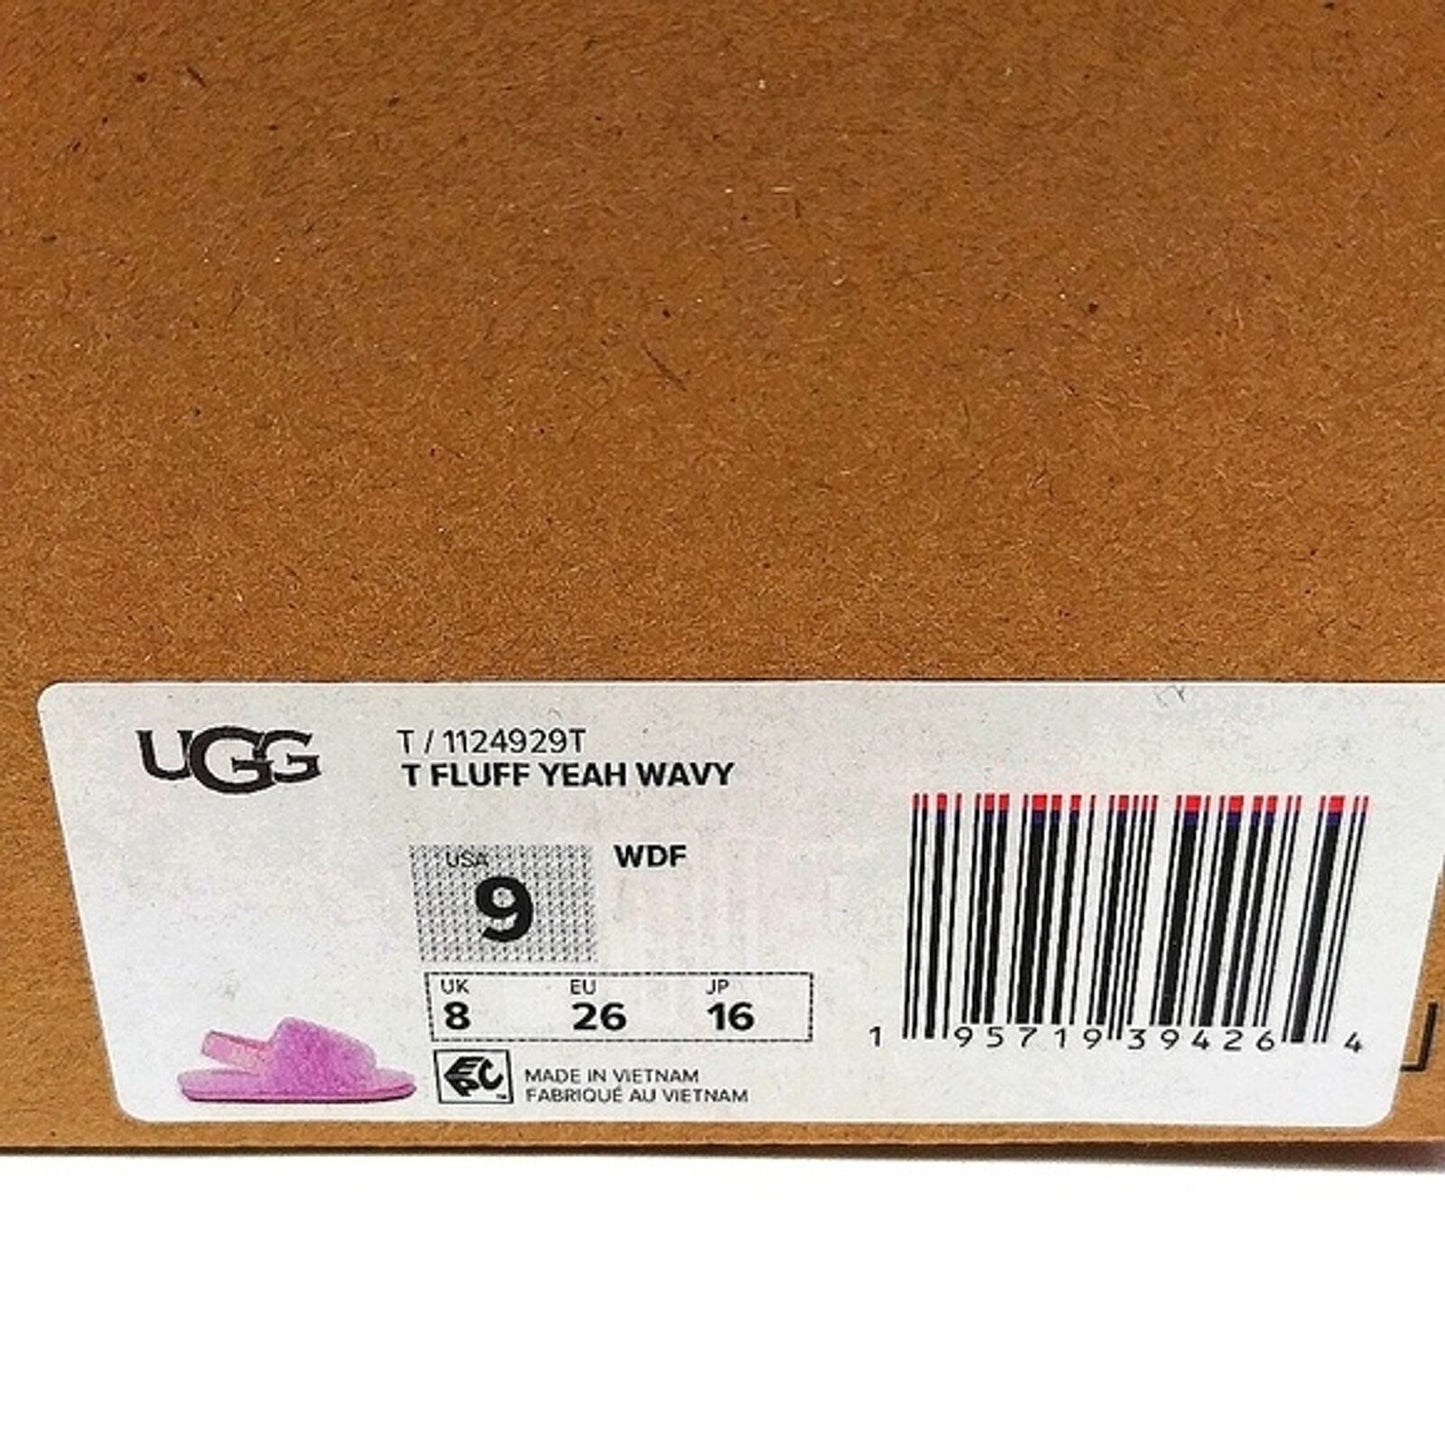 UGG
T / 1124929T
T FLUFF YEAH WAVY
USA
9
WDF
UK EU JP
8 26 16
MADE IN VIETNAM
FABRIQUÉ AU VIETNAM
1 95719 39426 4